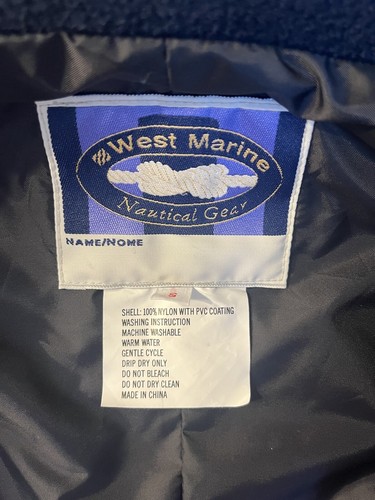 West Marine
Nautical Gear
NAME/NOME
S
SHELL: 100% NYLON WITH PVC COATING
WASHING INSTRUCTION
MACHINE WASHABLE
WARM WATER
GENTLE CYCLE
DRIP DRY ONLY
DO NOT BLEACH
DO NOT DRY CLEAN
MADE IN CHINA